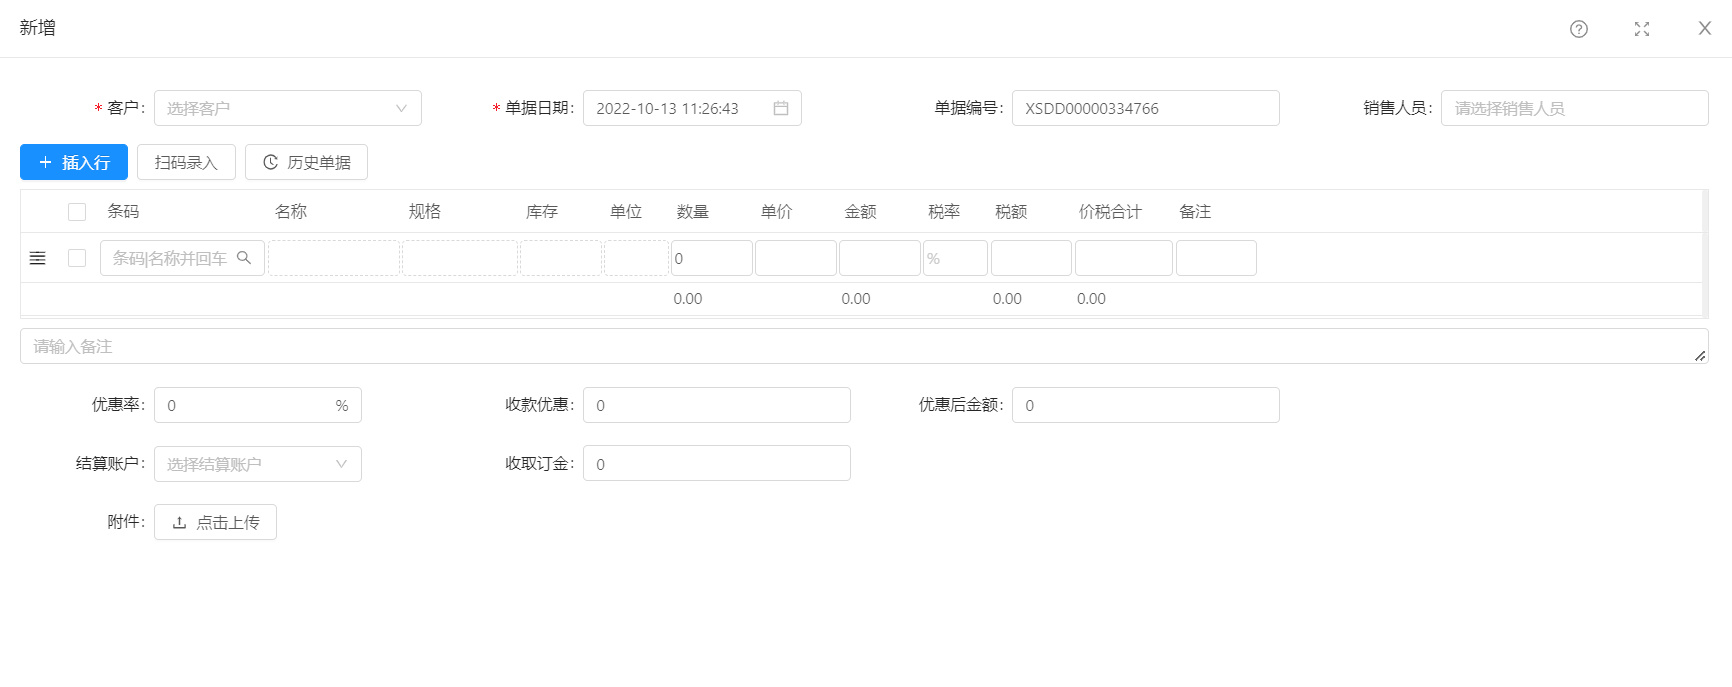 新增
* 客户: 选择客户 * 单据日期: 2022-10-13 11:26:43 单据编号: XSDD00000334766 销售人员: 请选择销售人员
+ 插入行 扫码录入 历史单据
条码 名称 规格 库存 单位 数量 单价 金额 税率 税额 价税合计 备注
条码|名称并回车 0 %
0.00 0.00 0.00 0.00
请输入备注
优惠率: 0 % 收款优惠: 0 优惠后金额: 0
结算账户: 选择结算账户 收取订金: 0
附件: 点击上传